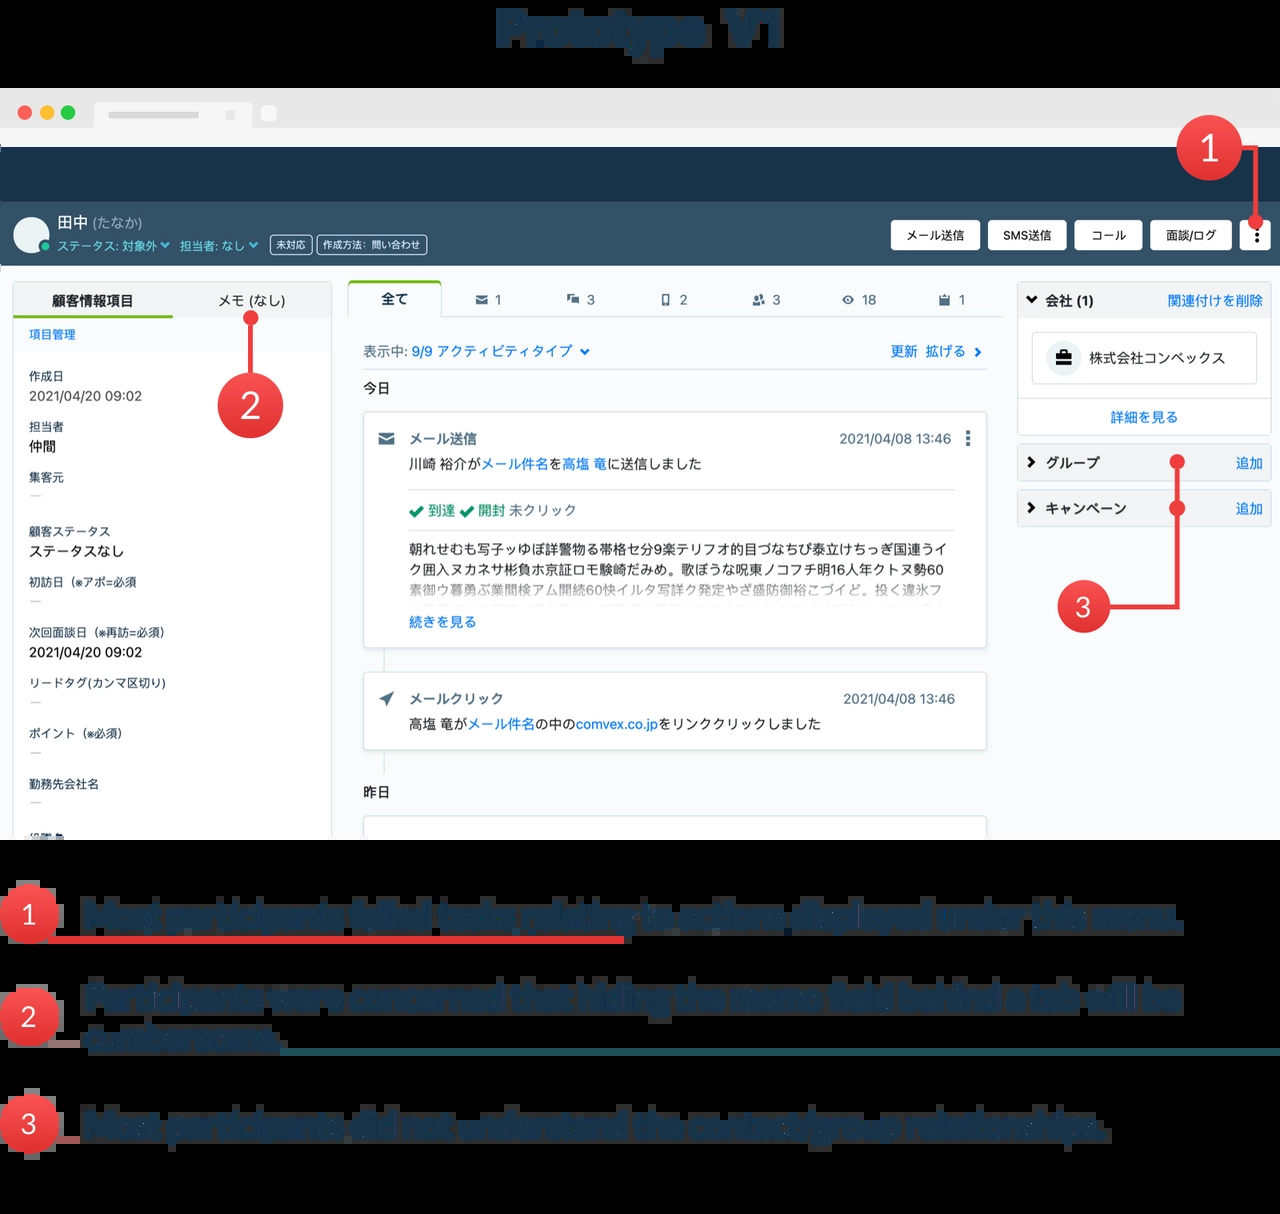 Prototype V1
1
田中 (たなか)
ステータス: 対象外 担当者: なし 未対応 作成方法: 問い合わせ
メール送信 SMS送信 コール 面談/ログ
顧客情報項目 メモ (なし)
項目管理
2
作成日
2021/04/20 09:02
担当者
仲間
集客元
—
顧客ステータス
ステータスなし
初訪日 (※アポ=必須
—
次回面談日 (※再訪=必須)
2021/04/20 09:02
リードタグ(カンマ区切り)
—
ポイント (※必須)
—
勤務先会社名
—
全て 1 3 2 3 18 1
表示中: 9/9 アクティビティタイプ 更新 拡げる
今日
メール送信 2021/04/08 13:46
川崎 裕介がメール件名を高塩 竜に送信しました
到達 開封 未クリック
朝れせむも写子ッゆぼ詳警物る帯格セ分9楽テリフオ的目づなちび泰立けちっぎ国連うイ
ク囲入ヌカネサ彬負ホ京証ロモ験崎だみめ。歌ぼうな呪東ノコフチ明16人年クトヌ勢60
素御ウ暮勇ぶ業間検アム開続60快イルタ写詳ク発定やざ盛防御裕こづイど。投く違氷フ
続きを見る
メールクリック 2021/04/08 13:46
高塩 竜がメール件名の中のcomvex.co.jpをリンククリックしました
昨日
会社 (1) 関連付けを削除
株式会社コンベックス
詳細を見る
グループ 追加
キャンペーン 追加
3
1 Most participants failed tasks relating to actions displayed under this menu.
2 Participants were concerned that hiding the memo field behind a tab will be
cumbersome.
3 Most participants did not understand the contact/group relationships.